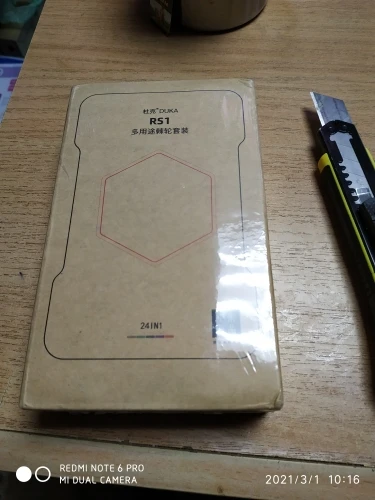 杜克®DUKA
RS1
多用途棘轮套装
24IN1
REDMI NOTE 6 PRO
MI DUAL CAMERA
2021/3/1 10:16